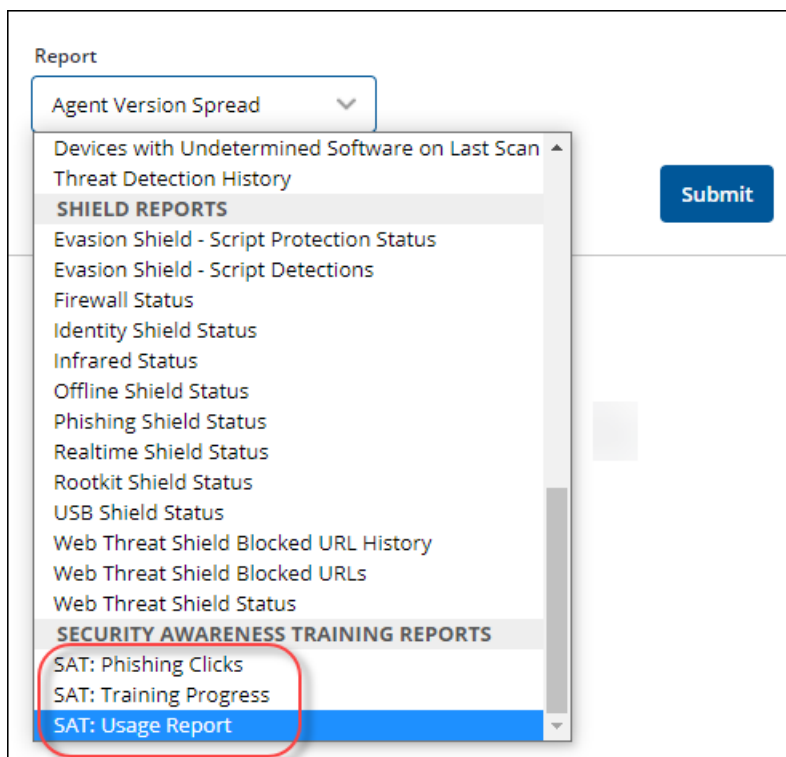 Report
Agent Version Spread
Devices with Undetermined Software on Last Scan
Threat Detection History
Submit
SHIELD REPORTS
Evasion Shield - Script Protection Status
Evasion Shield - Script Detections
Firewall Status
Identity Shield Status
Infrared Status
Offline Shield Status
Phishing Shield Status
Realtime Shield Status
Rootkit Shield Status
USB Shield Status
Web Threat Shield Blocked URL History
Web Threat Shield Blocked URLs
Web Threat Shield Status
SECURITY AWARENESS TRAINING REPORTS
SAT: Phishing Clicks
SAT: Training Progress
SAT: Usage Report